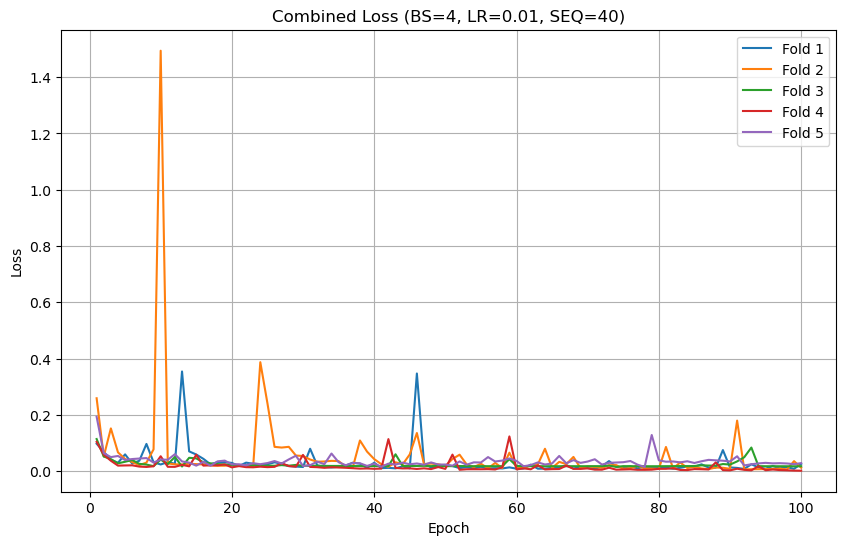 Combined Loss (BS=4, LR=0.01, SEQ=40)
Fold 1
Fold 2
Fold 3
Fold 4
Fold 5
1.4
1.2
1.0
0.8
0.6
0.4
0.2
0.0
Loss
0 20 40 60 80 100
Epoch